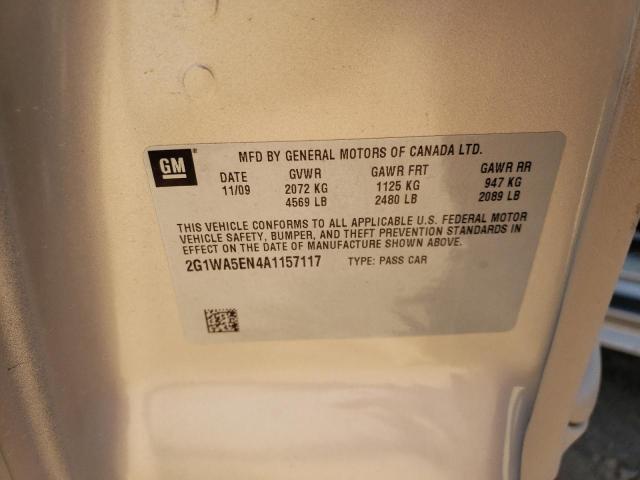 GM ®
MFD BY GENERAL MOTORS OF CANADA LTD.
DATE GVWR GAWR FRT GAWR RR
11/09 2072 KG 1125 KG 947 KG
4569 LB 2480 LB 2089 LB
THIS VEHICLE CONFORMS TO ALL APPLICABLE U.S. FEDERAL MOTOR
VEHICLE SAFETY, BUMPER, AND THEFT PREVENTION STANDARDS IN
EFFECT ON THE DATE OF MANUFACTURE SHOWN ABOVE.
2G1WA5EN4A1157117 TYPE: PASS CAR